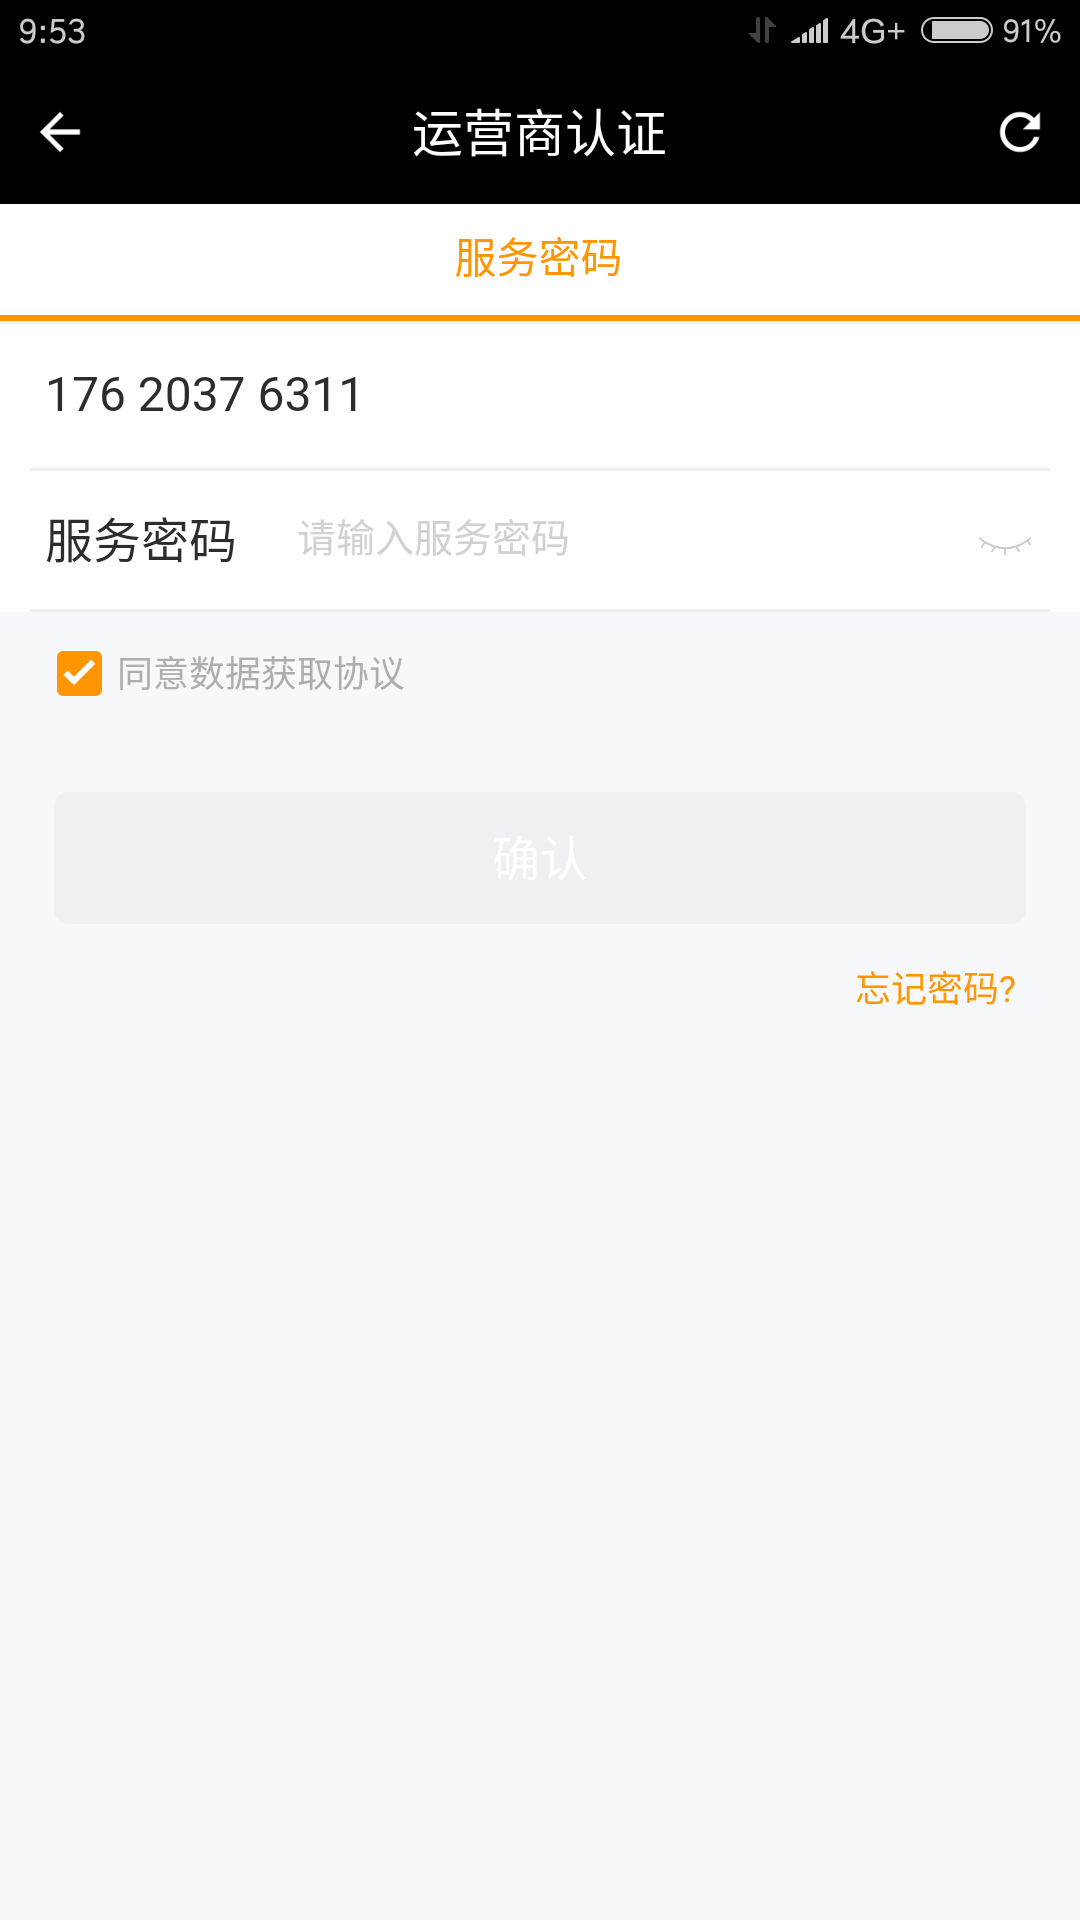 9:53 4G+ 91%
运营商认证
服务密码
176 2037 6311
服务密码 请输入服务密码
同意数据获取协议
确认
忘记密码?